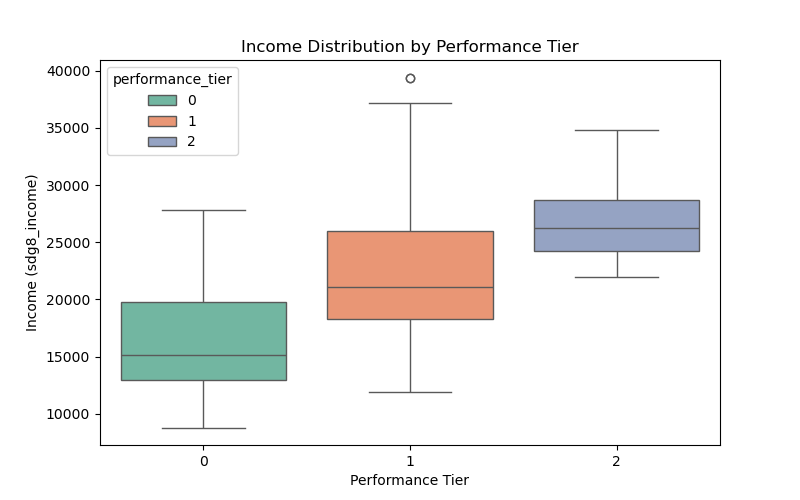 Income Distribution by Performance Tier
performance_tier
0
1
2
40000
35000
30000
25000
20000
15000
10000
Income (sdg8_income)
0 1 2
Performance Tier